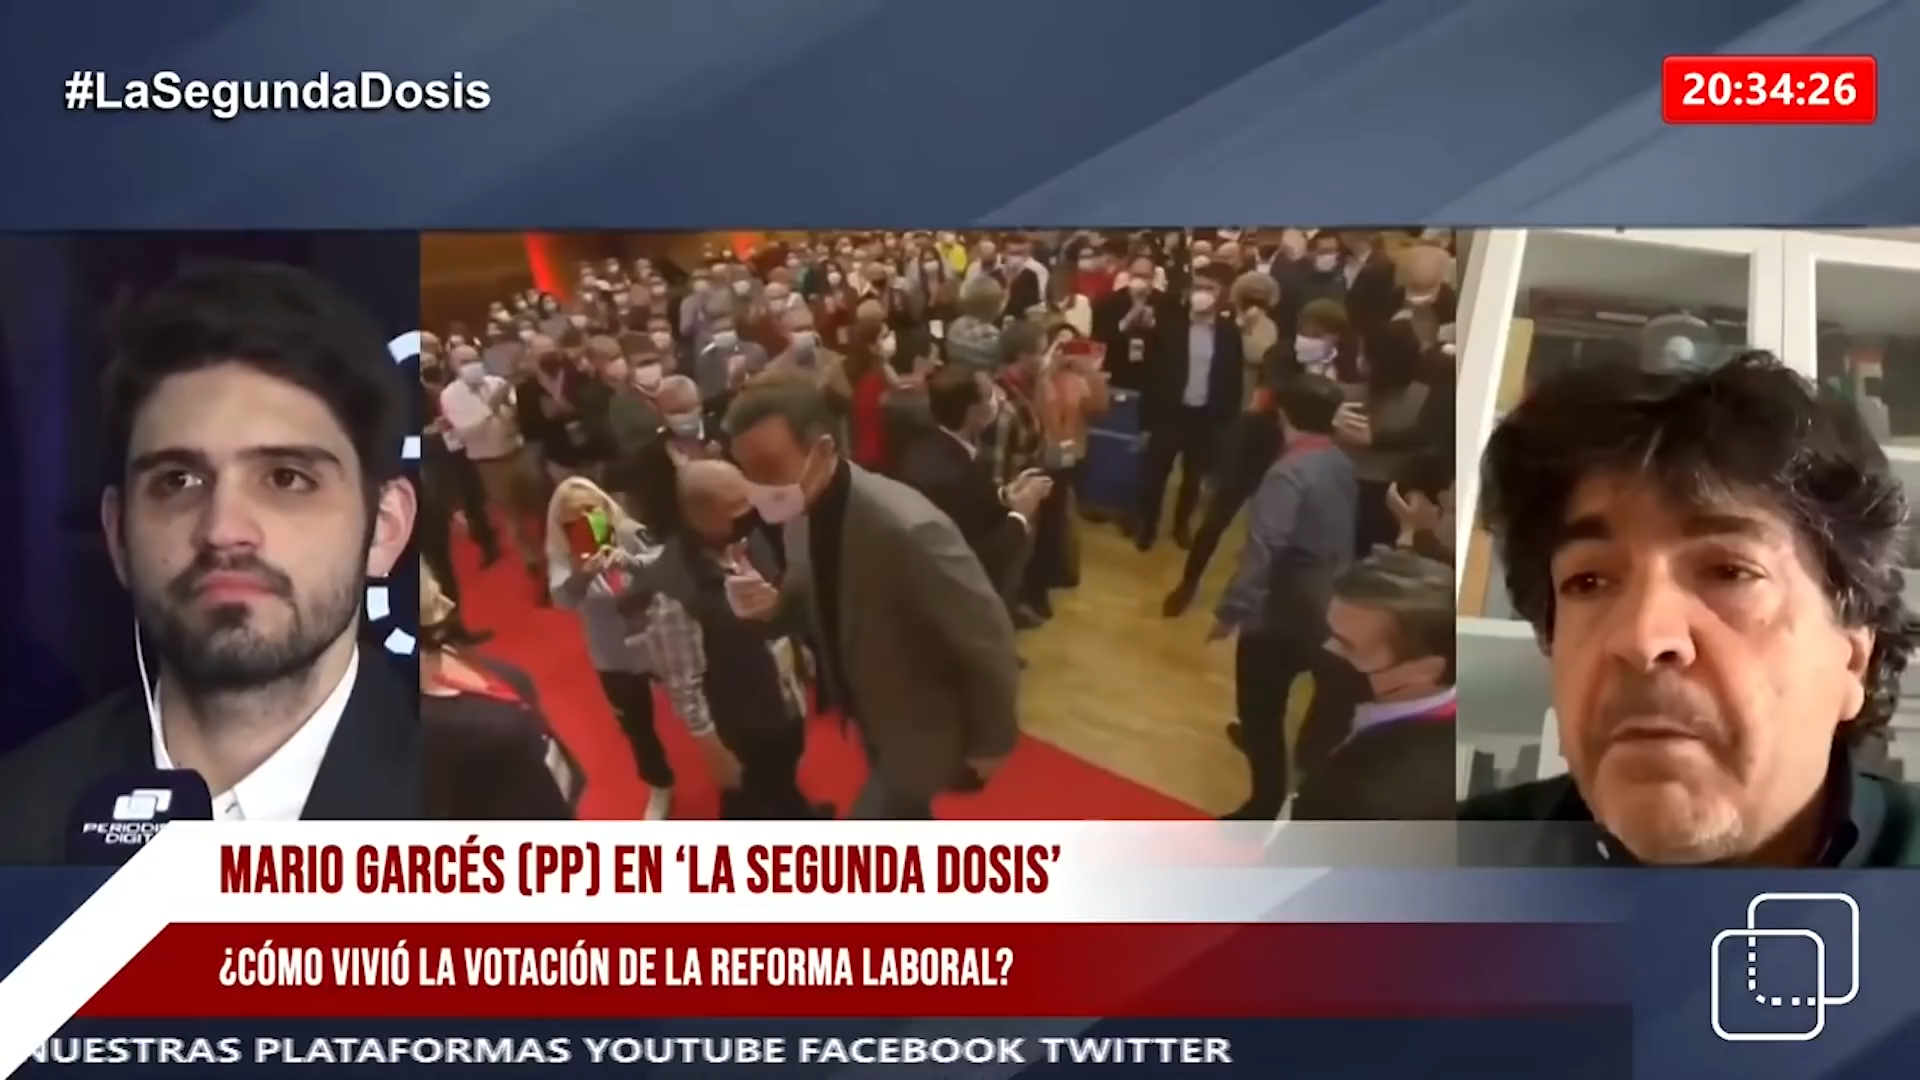 #LaSegundaDosis
20:34:26
MARIO GARCÉS (PP) EN ‘LA SEGUNDA DOSIS’
¿CÓMO VIVIÓ LA VOTACIÓN DE LA REFORMA LABORAL?
NUESTRAS PLATAFORMAS YOUTUBE FACEBOOK TWITTER